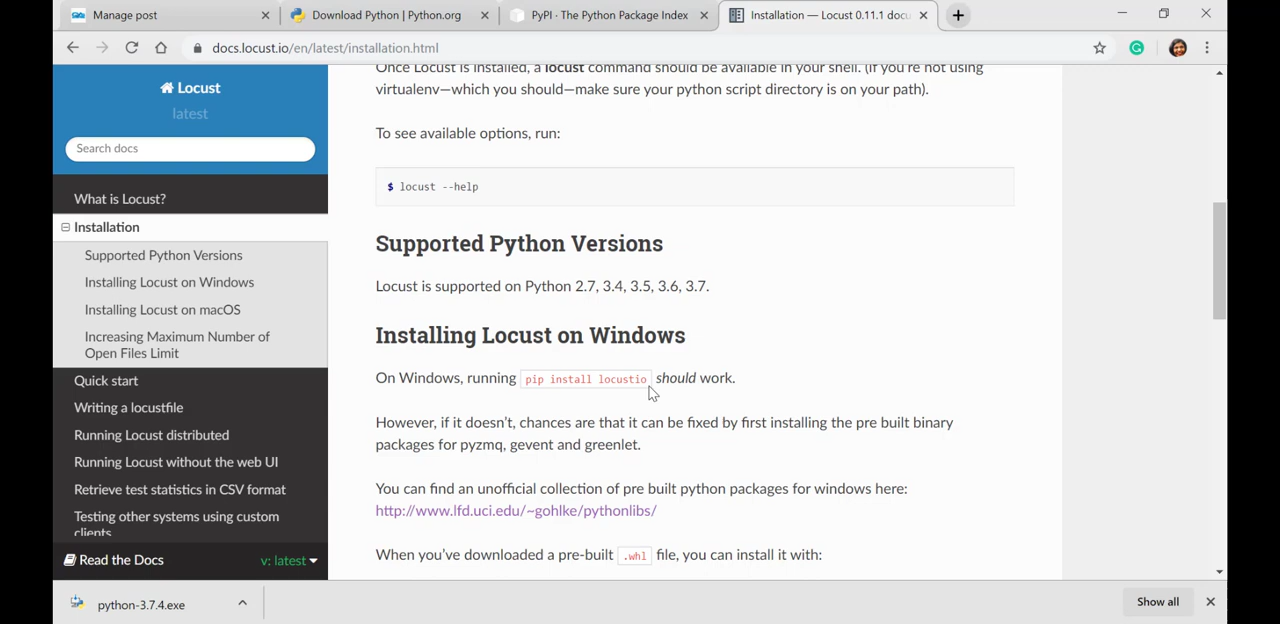 Manage post
Download Python | Python.org
PyPI · The Python Package Index
Installation — Locust 0.11.1 docu
docs.locust.io/en/latest/installation.html
Locust
latest
Search docs
What is Locust?
Installation
Supported Python Versions
Installing Locust on Windows
Installing Locust on macOS
Increasing Maximum Number of
Open Files Limit
Quick start
Writing a locustfile
Running Locust distributed
Running Locust without the web UI
Retrieve test statistics in CSV format
Testing other systems using custom
clients
Read the Docs
v: latest
Once Locust is installed, a locust command should be available in your shell. (if you're not using
virtualenv—which you should—make sure your python script directory is on your path).
To see available options, run:
$ locust --help
Supported Python Versions
Locust is supported on Python 2.7, 3.4, 3.5, 3.6, 3.7.
Installing Locust on Windows
On Windows, running pip install locustio should work.
However, if it doesn't, chances are that it can be fixed by first installing the pre built binary
packages for pyzmq, gevent and greenlet.
You can find an unofficial collection of pre built python packages for windows here:
http://www.lfd.uci.edu/~gohlke/pythonlibs/
When you've downloaded a pre-built .whl file, you can install it with:
python-3.7.4.exe
Show all